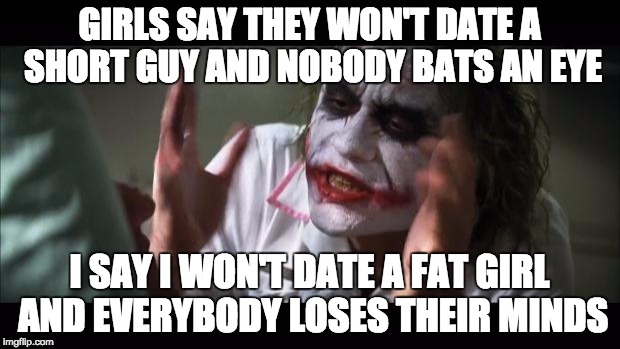 GIRLS SAY THEY WON'T DATE A
SHORT GUY AND NOBODY BATS AN EYE
I SAY I WON'T DATE A FAT GIRL
AND EVERYBODY LOSES THEIR MINDS
imgflip.com